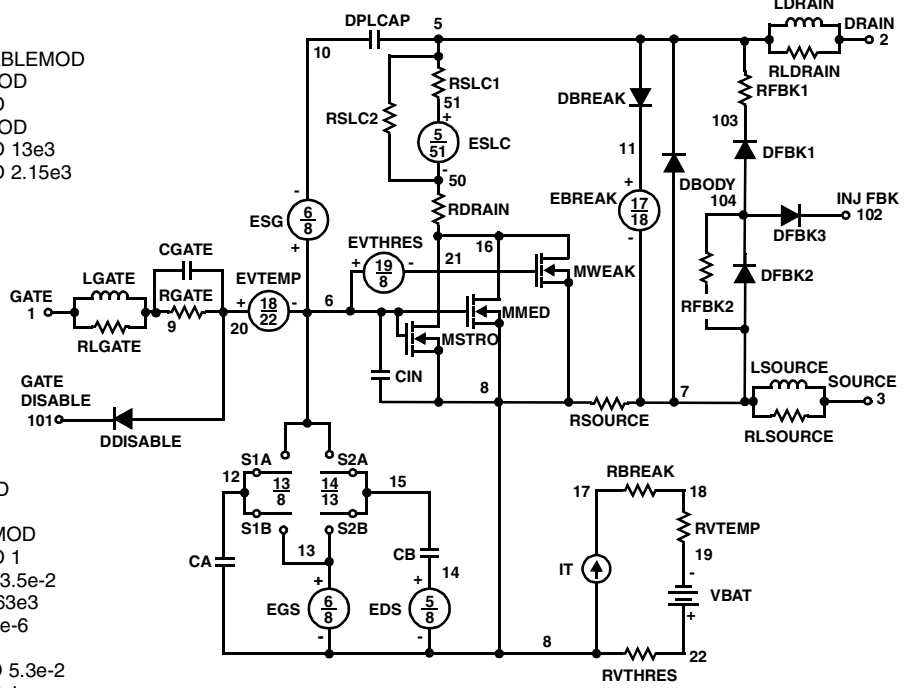 LDRAIN
DPLCAP
5
DRAIN
2
10
RLDRAIN
ABLEMOD
OD
D
OD
D 13e3
D 2.15e3
RSLC1
51
+
RSLC2
5
51
ESLC
-
50
DBREAK
11
RFBK1
103
DFBK1
DBODY
104
INJ FBK
102
DFBK3
RDRAIN
EBREAK
+
17
18
-
ESG
-
6
8
+
EVTHRES
+
19
8
-
21
16
MWEAK
DFBK2
RFBK2
CGATE
LGATE
EVTEMP
GATE
1
RGATE
9
RLGATE
20
+
18
22
-
6
MMED
MSTRO
CIN
8
RSOURCE
7
LSOURCE
SOURCE
3
RLSOURCE
GATE
DISABLE
101
DDISABLE
S1A
S2A
12
13
8
14
13
15
S1B
S2B
13
CA
CB
14
+
EGS
6
8
-
+
EDS
5
8
-
8
RBREAK
17
18
RVTEMP
19
IT
-
VBAT
+
22
RVTHRES
D
MOD
D 1
3.5e-2
63e3
e-6
D 5.3e-2